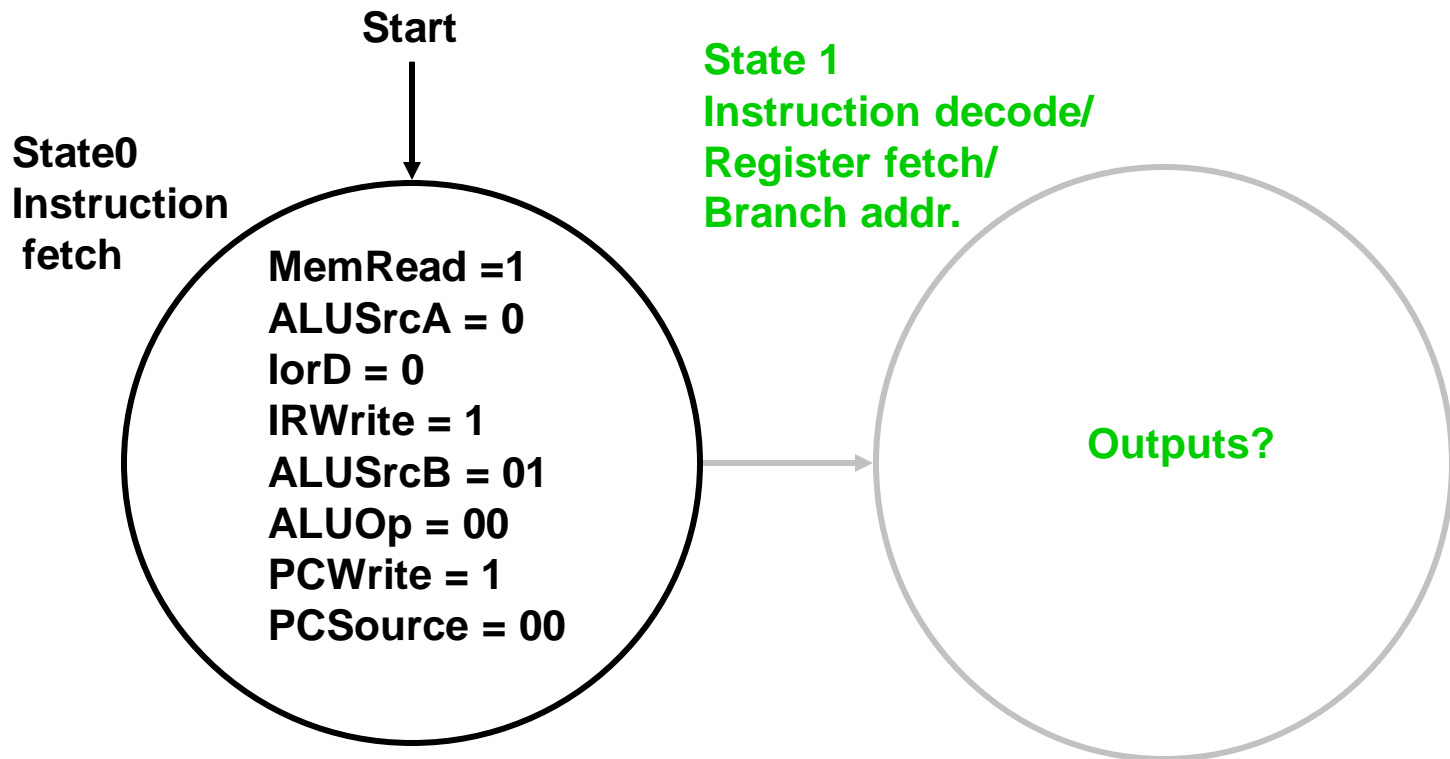 Start
State0
Instruction
fetch
MemRead =1
ALUSrcA = 0
IorD = 0
IRWrite = 1
ALUSrcB = 01
ALUOp = 00
PCWrite = 1
PCSource = 00
State 1
Instruction decode/
Register fetch/
Branch addr.
Outputs?